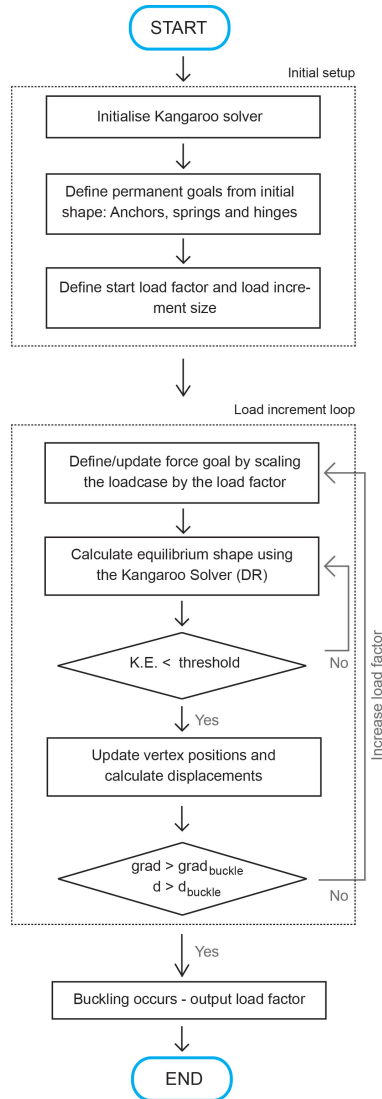 START
Initial setup
Initialise Kangaroo solver
Define permanent goals from initial
shape: Anchors, springs and hinges
Define start load factor and load incre-
ment size
Load increment loop
Define/update force goal by scaling
the loadcase by the load factor
Calculate equilibrium shape using
the Kangaroo Solver (DR)
K.E. < threshold
No
Yes
Increase load factor
Update vertex positions and
calculate displacements
grad > grad_buckle
d > d_buckle
No
Yes
Buckling occurs - output load factor
END